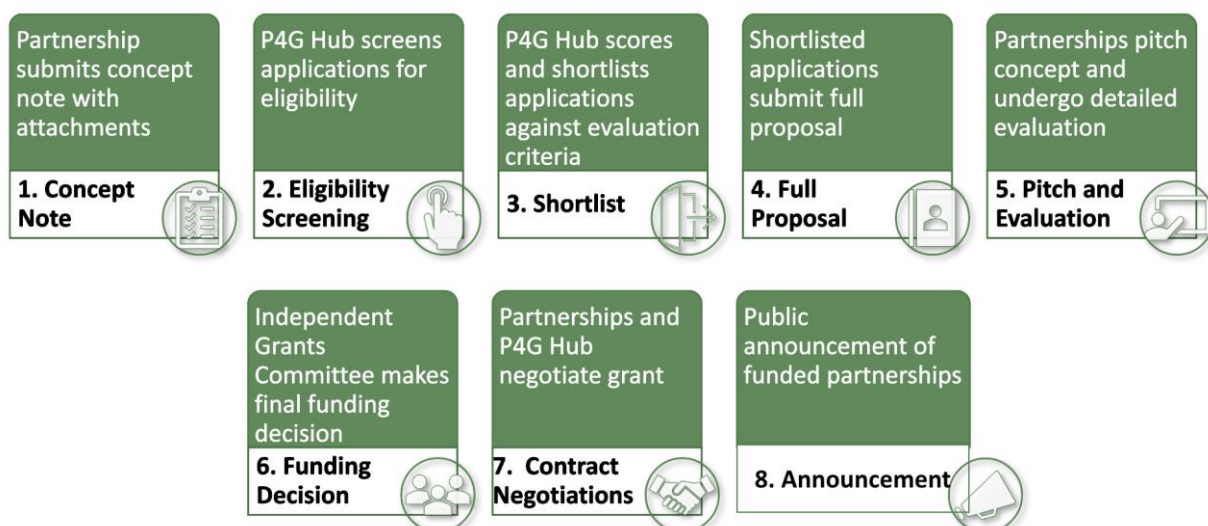 Partnership
submits concept
note with
attachments
1. Concept
Note
P4G Hub screens
applications for
eligibility
2. Eligibility
Screening
P4G Hub scores
and shortlists
applications
against evaluation
criteria
3. Shortlist
Shortlisted
applications
submit full
proposal
4. Full
Proposal
Partnerships pitch
concept and
undergo detailed
evaluation
5. Pitch and
Evaluation
Independent
Grants
Committee makes
final funding
decision
6. Funding
Decision
Partnerships and
P4G Hub
negotiate grant
7. Contract
Negotiations
Public
announcement of
funded partnerships
8. Announcement